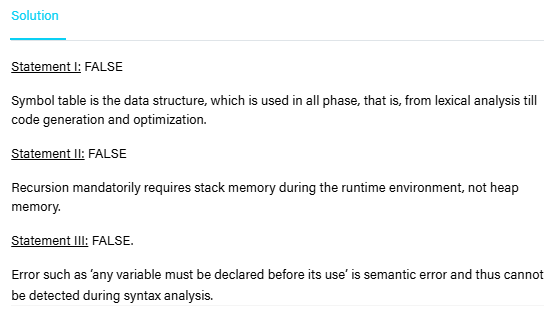 Solution
Statement I: FALSE
Symbol table is the data structure, which is used in all phase, that is, from lexical analysis till
code generation and optimization.
Statement II: FALSE
Recursion mandatorily requires stack memory during the runtime environment, not heap
memory.
Statement III: FALSE.
Error such as ‘any variable must be declared before its use’ is semantic error and thus cannot
be detected during syntax analysis.